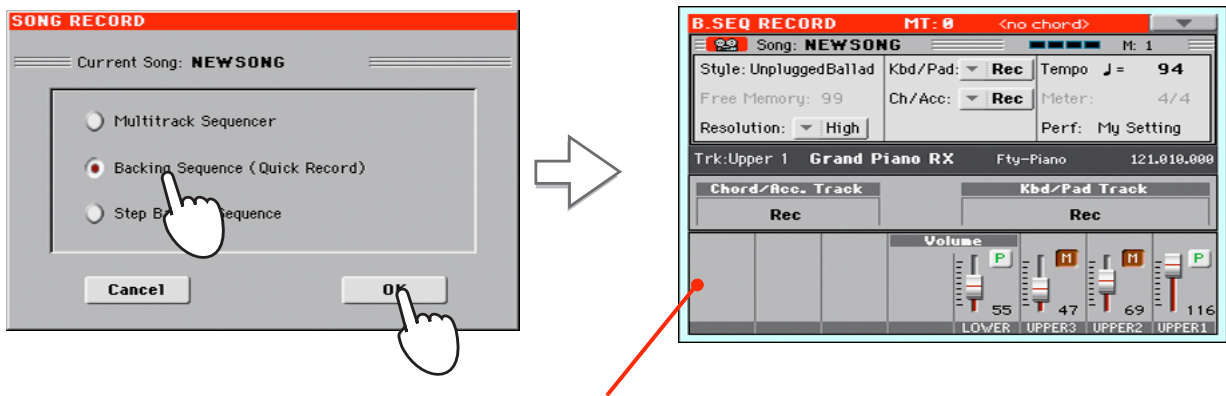 SONG RECORD
Current Song: NEWSONG
Multitrack Sequencer
Backing Sequence (Quick Record)
Step Ba Sequence
Cancel
OK
B.SEQ RECORD MT: 0 <no chord>
Song: NEWSONG M: 1
Style: UnpluggedBallad Kbd/Pad: Rec Tempo ♩= 94
Free Memory: 99 Ch/Acc: Rec Meter: 4/4
Resolution: High Perf: My Setting
Trk:Upper 1 Grand Piano RX Fty-Piano 121.010.000
Chord/Acc. Track Kbd/Pad Track
Rec Rec
Volume
P M M P
55 47 69 116
LOWER UPPER3 UPPER2 UPPER1